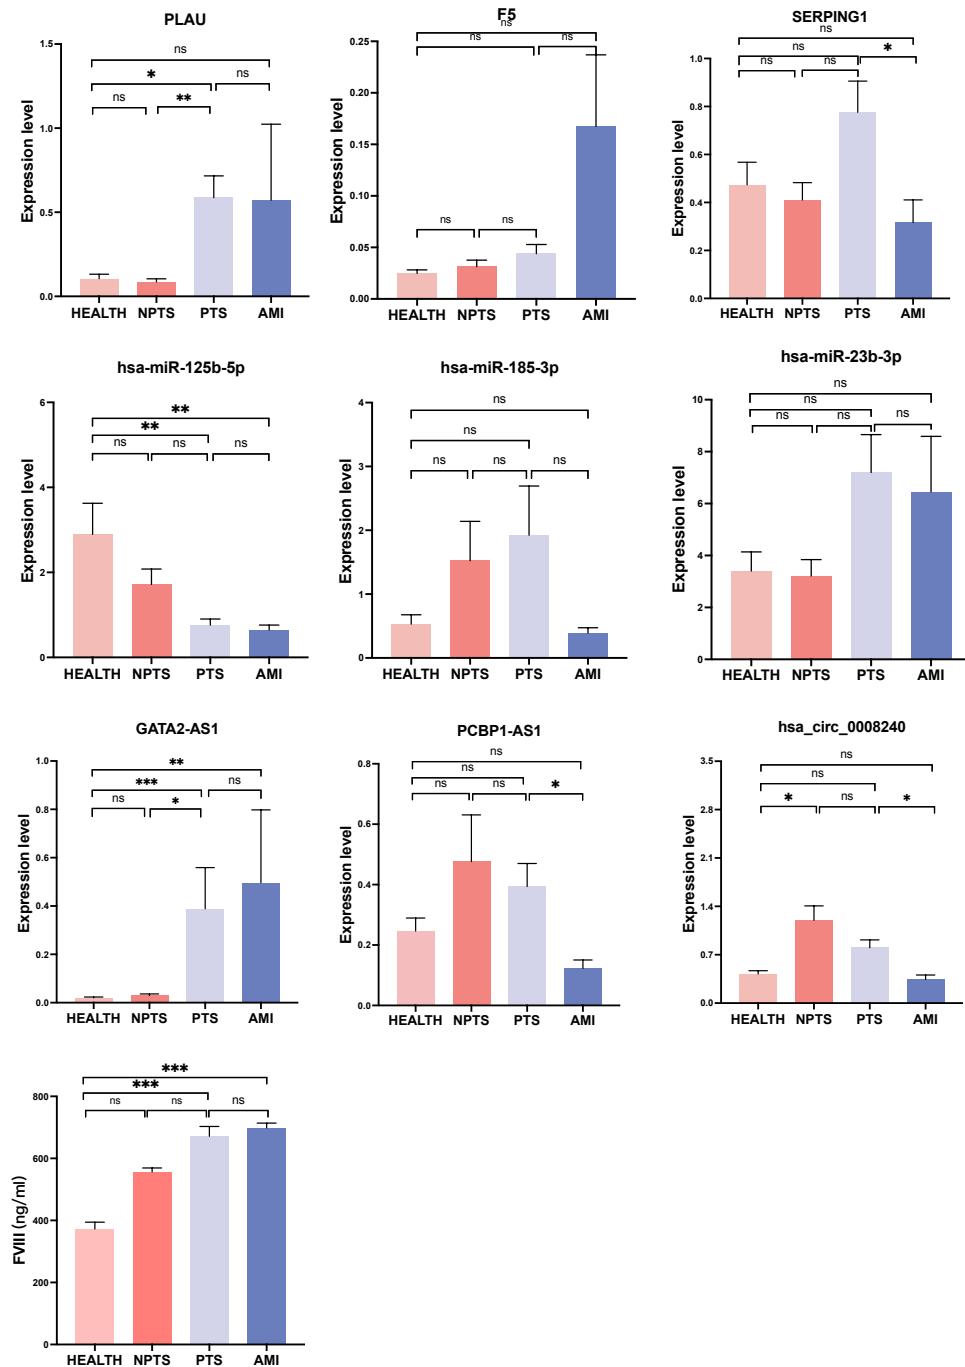 PLAU
ns
* ns
ns **
Expression level
1.5
1.0
0.5
0.0
HEALTH NPTS PTS AMI
F5
ns
ns ns
ns ns
Expression level
0.25
0.20
0.15
0.10
0.05
0.00
HEALTH NPTS PTS AMI
SERPING1
ns
ns *
ns ns
Expression level
1.0
0.8
0.6
0.4
0.2
0.0
HEALTH NPTS PTS AMI
hsa-miR-125b-5p
**
**
ns ns ns
Expression level
6
4
2
0
HEALTH NPTS PTS AMI
hsa-miR-185-3p
ns
ns
ns ns ns
Expression level
4
3
2
1
0
HEALTH NPTS PTS AMI
hsa-miR-23b-3p
ns
ns
ns ns ns
Expression level
10
8
6
4
2
0
HEALTH NPTS PTS AMI
GATA2-AS1
**
*** ns
ns *
Expression level
1.0
0.8
0.6
0.4
0.2
0.0
HEALTH NPTS PTS AMI
PCBP1-AS1
ns
ns
ns ns *
Expression level
0.8
0.6
0.4
0.2
0.0
HEALTH NPTS PTS AMI
hsa_circ_0008240
ns
ns
* ns *
Expression level
3.5
2.8
2.1
1.4
0.7
0.0
HEALTH NPTS PTS AMI
***
***
ns ns ns
FVIII (ng/ml)
800
600
400
200
0
HEALTH NPTS PTS AMI